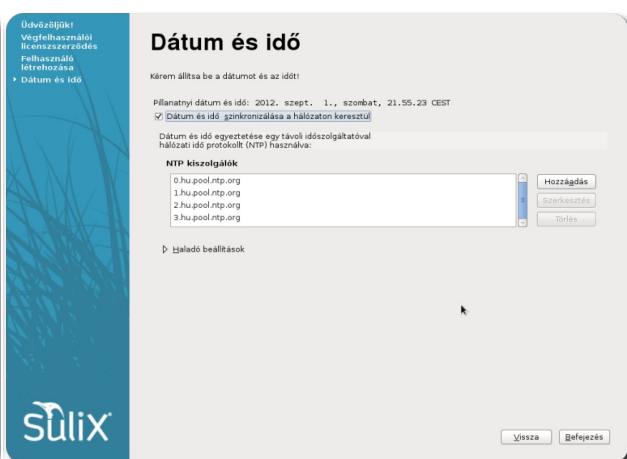 Üdvözöljük!
Végfelhasználói
licenszszerződés
Felhasználó
létrehozása
Dátum és idő
Dátum és idő
Kérem állítsa be a dátumot és az időt!
Pillanatnyi dátum és idő: 2012. szept. 1., szombat, 21.55.23 CEST
Dátum és idő szinkronizálása a hálózaton keresztül
Dátum és idő egyeztetése egy távoli időszolgáltatóval
hálózati idő protokollt (NTP) használva:
NTP kiszolgálók
0.hu.pool.ntp.org
1.hu.pool.ntp.org
2.hu.pool.ntp.org
3.hu.pool.ntp.org
Hozzáadás
Szerkesztés
Törlés
Haladó beállítások
SuliX
Vissza
Befejezés